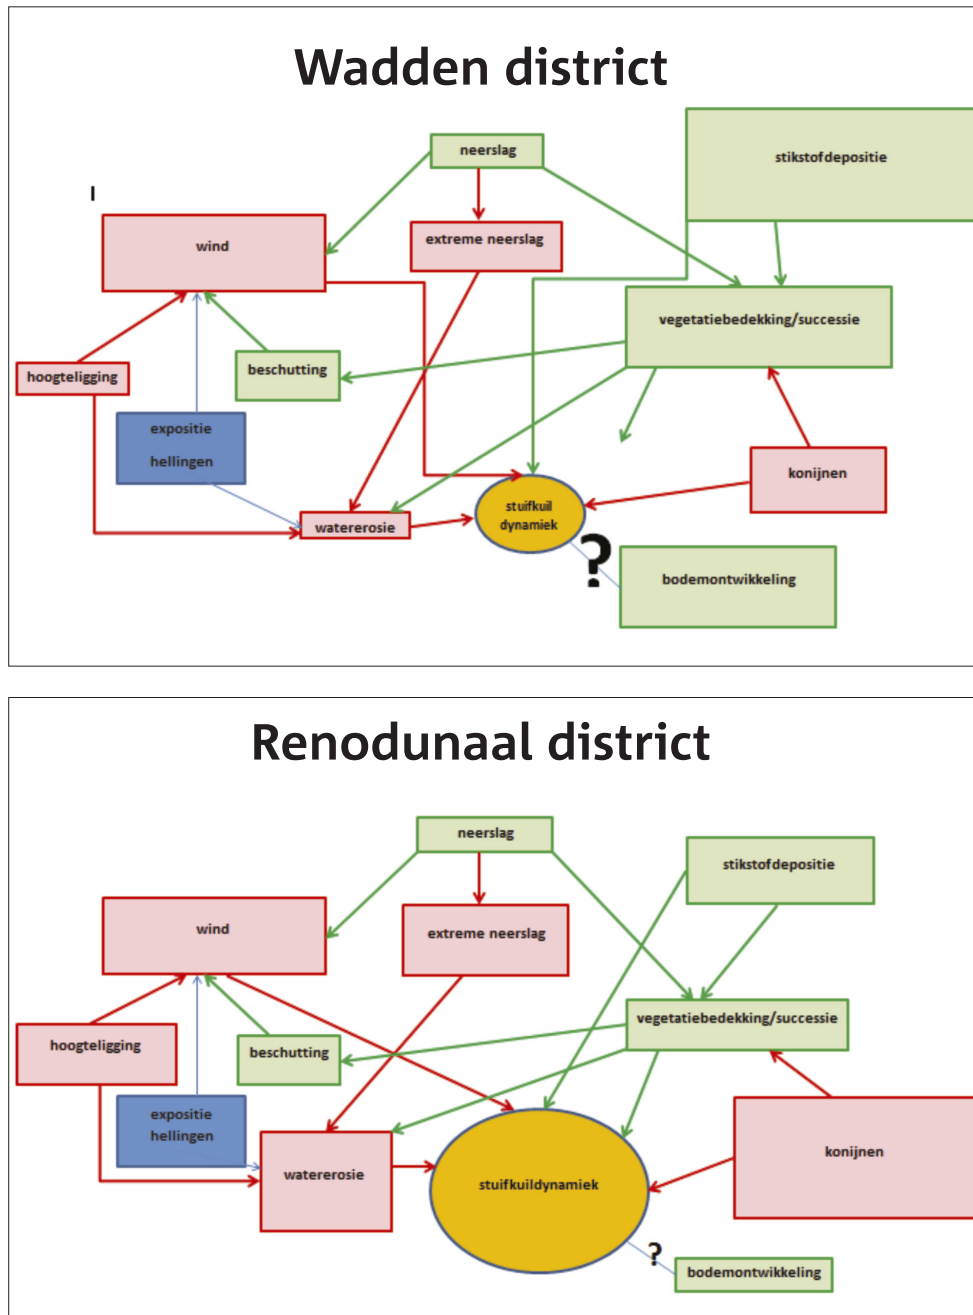 Wadden district
neerslag
stikstofdepositie
I
wind
extreme neerslag
vegetatiebedekking/successie
hoogteligging
beschutting
expositie
hellingen
konijnen
stuifkuil
dynamiek
watererosie
?
bodemontwikkeling
Renodunaal district
neerslag
stikstofdepositie
wind
extreme neerslag
vegetatiebedekking/successie
hoogteligging
beschutting
expositie
hellingen
konijnen
watererosie
stuifkuildynamiek
?
bodemontwikkeling